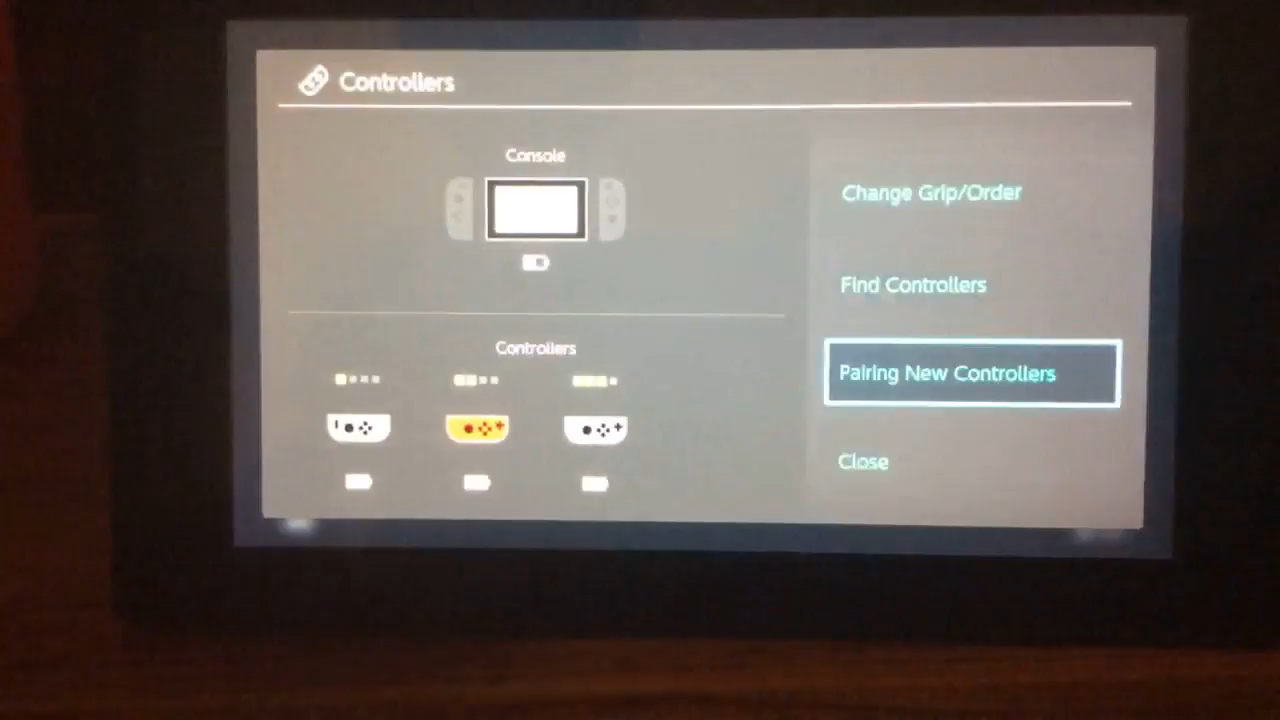 Controllers
Console
Controllers
Change Grip/Order
Find Controllers
Pairing New Controllers
Close